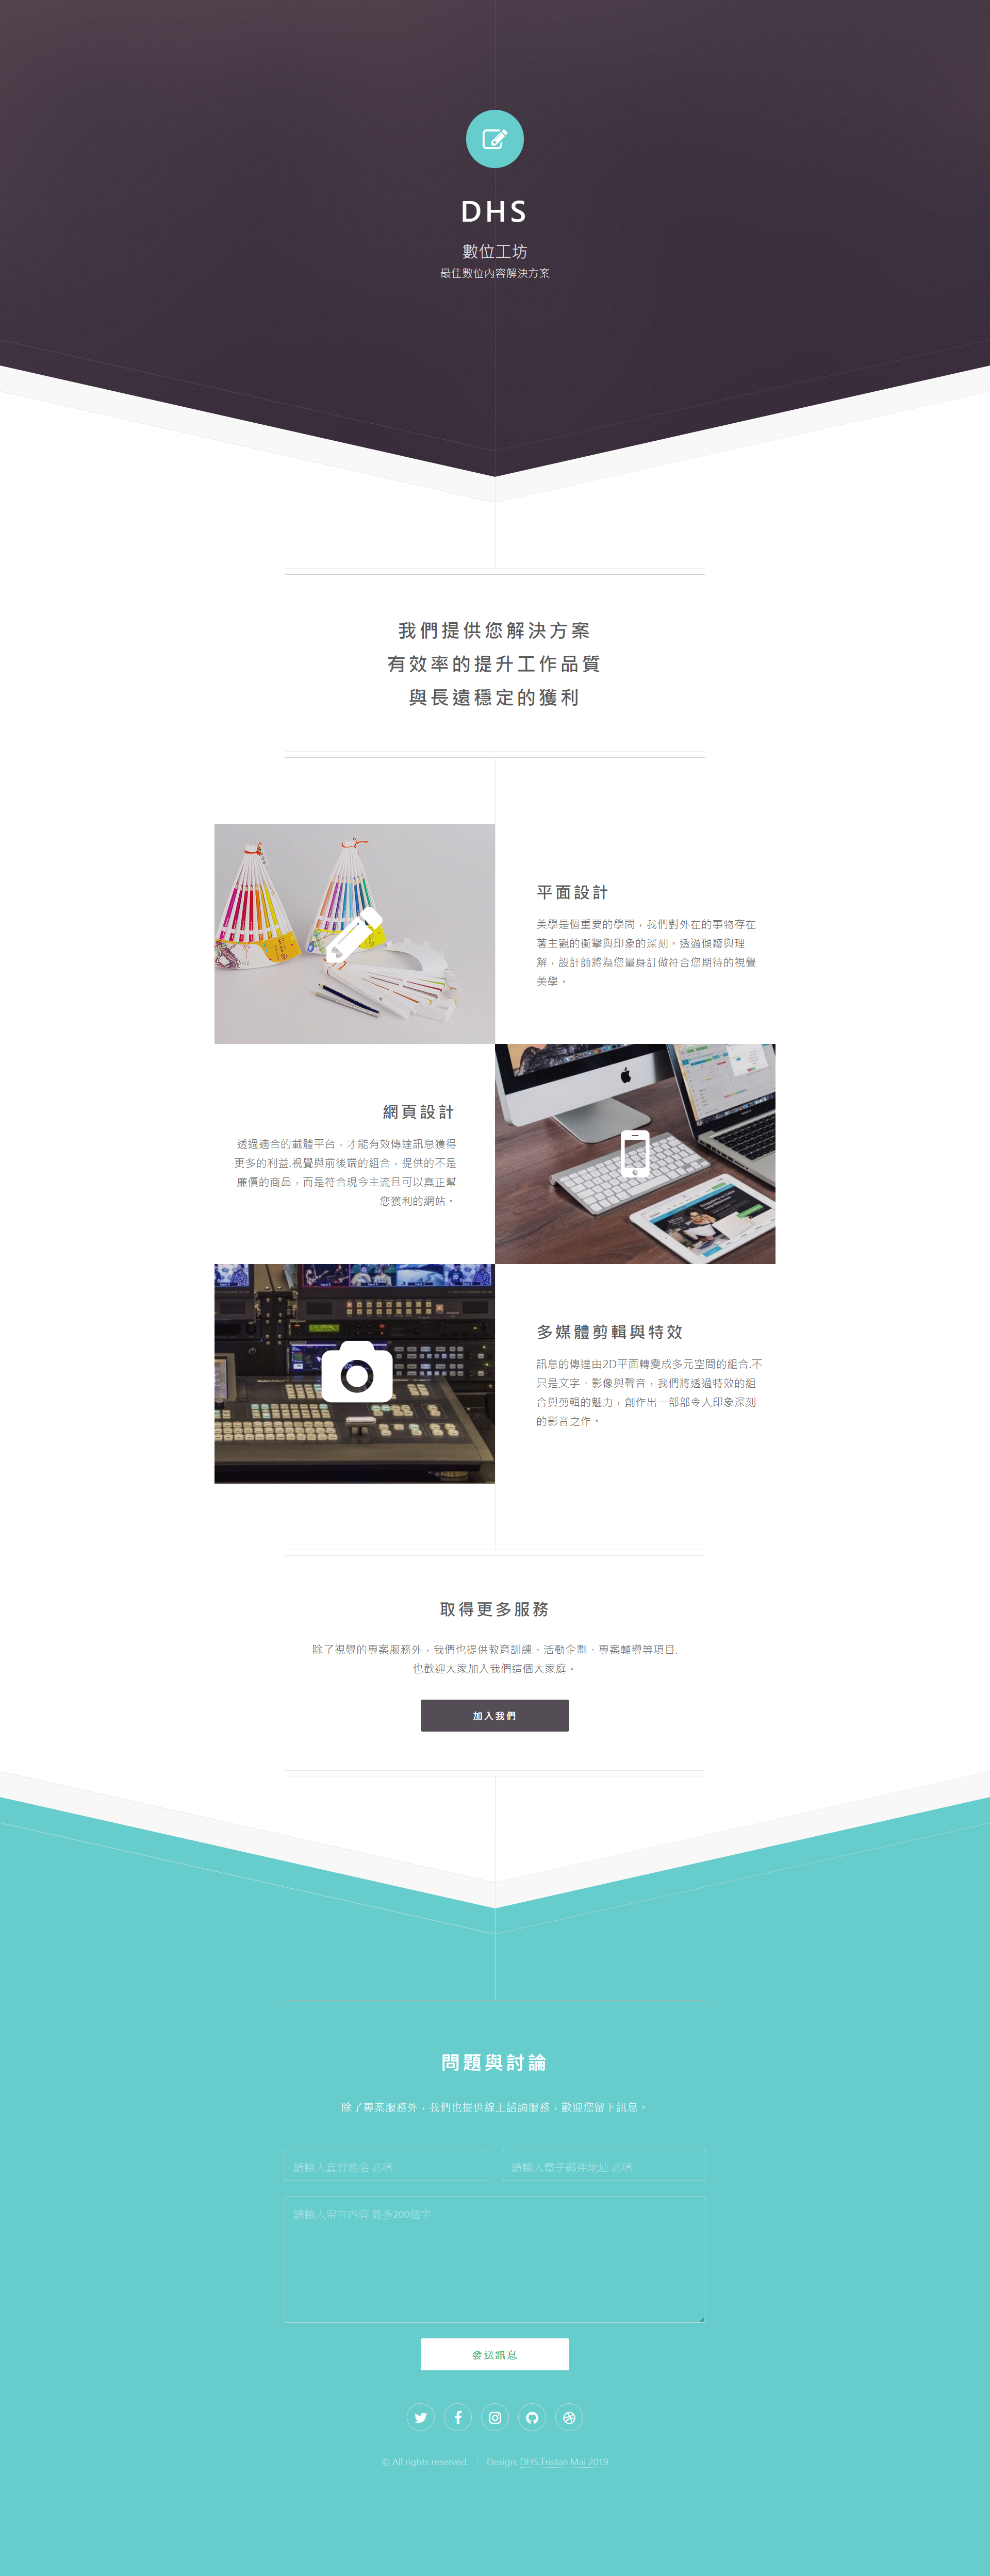 DHS
數位工坊
最佳數位內容解決方案
我們提供您解決方案
有效率的提升工作品質
與長遠穩定的獲利
平面設計
美學是個重要的學問，我們對外在的事物存在
著主觀的衝擊與印象的深刻。透過傾聽與理
解，設計師將為您量身訂做符合您期待的視覺
美學。
網頁設計
透過適合的載體平台，才能有效傳達訊息獲得
更多的利益.視覺與前後端的組合，提供的不是
廉價的商品，而是符合現今主流且可以真正幫
您獲利的網站。
多媒體剪輯與特效
訊息的傳達由2D平面轉變成多元空間的組合.不
只是文字、影像與聲音，我們將透過特效的組
合與剪輯的魅力，創作出一部部令人印象深刻
的影音之作。
取得更多服務
除了視覺的專案服務外，我們也提供教育訓練、活動企劃、專案輔導等項目.
也歡迎大家加入我們這個大家庭。
加入我們
問題與討論
除了專案服務外，我們也提供線上諮詢服務，歡迎您留下訊息。
請輸入真實姓名 必填
請輸入電子郵件地址 必填
請輸入留言內容 最多200個字
發送訊息
© All rights reserved. Design: DHS.Tristan Mai 2019